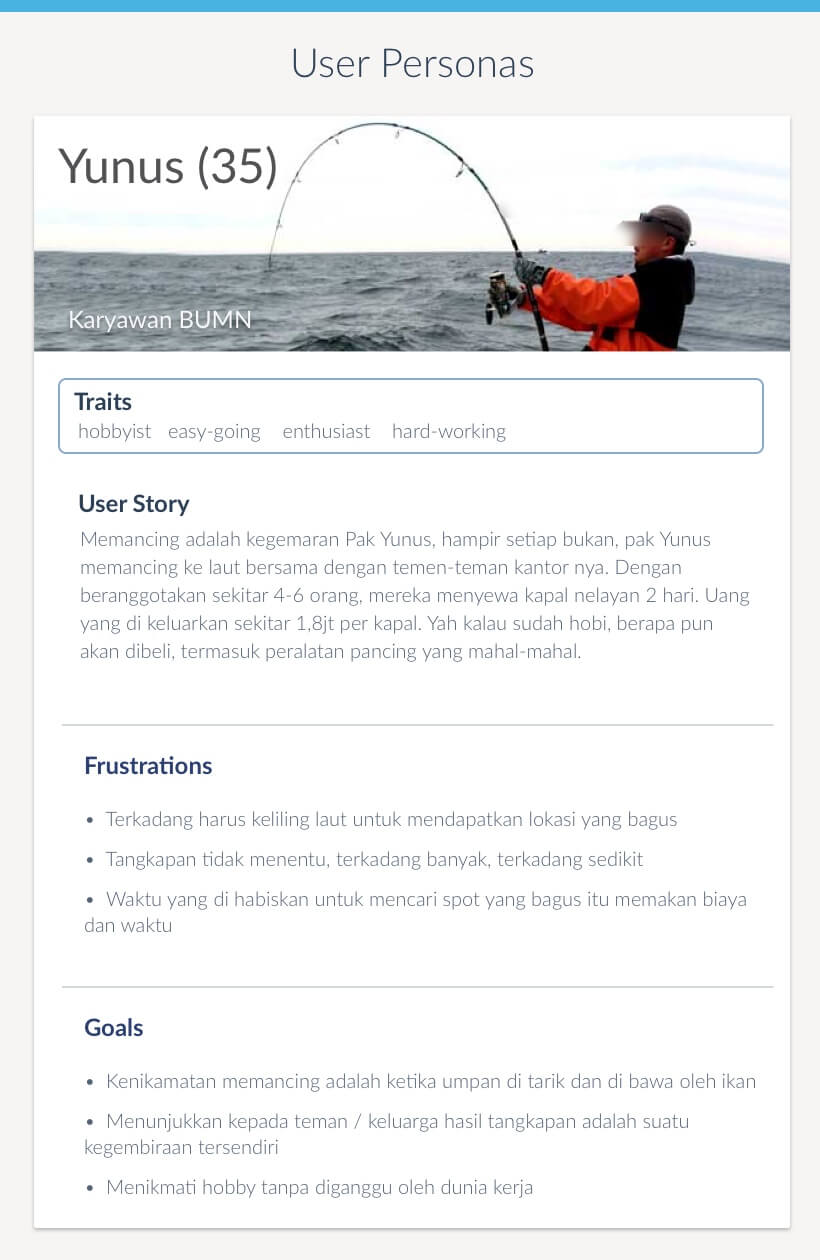 User Personas
Yunus (35)
Karyawan BUMN
Traits
hobbyist easy-going enthusiast hard-working
User Story
Memancing adalah kegemaran Pak Yunus, hampir setiap bukan, pak Yunus
memancing ke laut bersama dengan temen-teman kantor nya. Dengan
beranggotakan sekitar 4-6 orang, mereka menyewa kapal nelayan 2 hari. Uang
yang di keluarkan sekitar 1,8jt per kapal. Yah kalau sudah hobi, berapa pun
akan dibeli, termasuk peralatan pancing yang mahal-mahal.
Frustrations
• Terkadang harus keliling laut untuk mendapatkan lokasi yang bagus
• Tangkapan tidak menentu, terkadang banyak, terkadang sedikit
• Waktu yang di habiskan untuk mencari spot yang bagus itu memakan biaya
dan waktu
Goals
• Kenikamatan memancing adalah ketika umpan di tarik dan di bawa oleh ikan
• Menunjukkan kepada teman / keluarga hasil tangkapan adalah suatu
kegembiraan tersendiri
• Menikmati hobby tanpa diganggu oleh dunia kerja